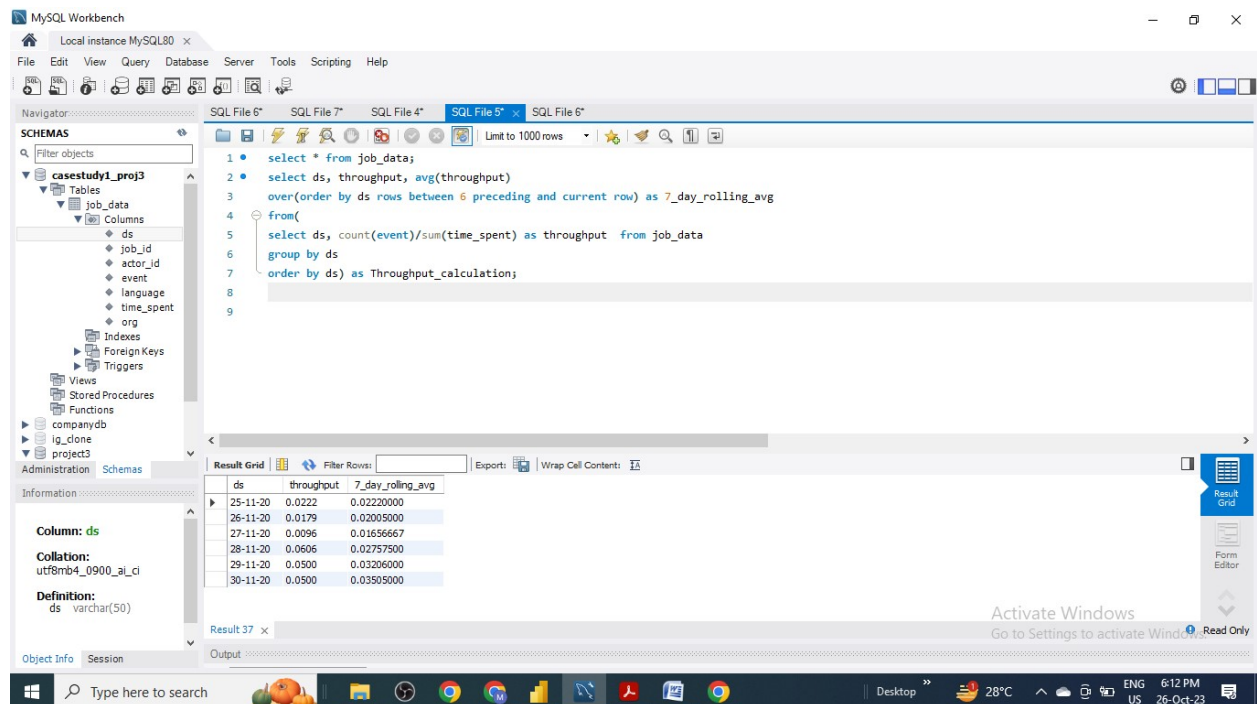 MySQL Workbench
Local instance MySQL80 ×
File Edit View Query Database Server Tools Scripting Help
Navigator
SQL File 6* SQL File 7* SQL File 4* SQL File 5* × SQL File 6*
SCHEMAS
Limit to 1000 rows
Filter objects
casestudy1_proj3
Tables
job_data
Columns
ds
job_id
actor_id
event
language
time_spent
org
Indexes
Foreign Keys
Triggers
Views
Stored Procedures
Functions
companydb
ig_clone
project3
1 select * from job_data;
2 select ds, throughput, avg(throughput)
3 over(order by ds rows between 6 preceding and current row) as 7_day_rolling_avg
4 from(
5 select ds, count(event)/sum(time_spent) as throughput from job_data
6 group by ds
7 order by ds) as Throughput_calculation;
8
9
Administration Schemas
Information
Column: ds
Collation:
utf8mb4_0900_ai_ci
Definition:
ds varchar(50)
Object Info Session
Result Grid Filter Rows: Export: Wrap Cell Content:
ds throughput 7_day_rolling_avg
25-11-20 0.0222 0.02220000
26-11-20 0.0179 0.02005000
27-11-20 0.0096 0.01656667
28-11-20 0.0606 0.02757500
29-11-20 0.0500 0.03206000
30-11-20 0.0500 0.03505000
Result Grid
Form Editor
Activate Windows
Go to Settings to activate Windows.
Read Only
Result 37 ×
Output
Type here to search
Desktop
28°C
ENG
US
6:12 PM
26-Oct-23